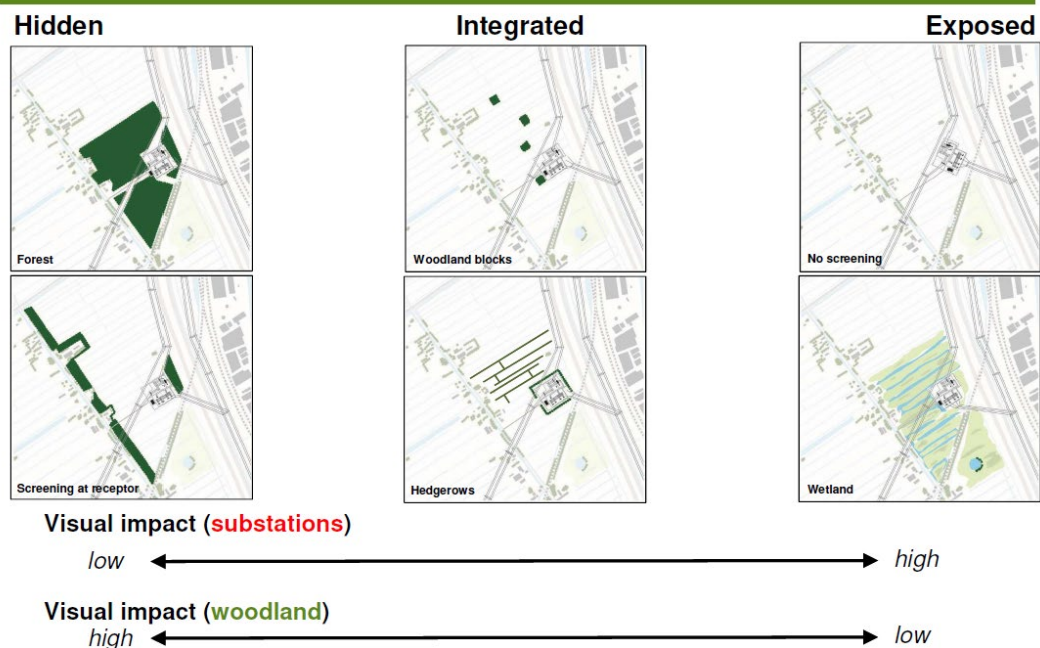 Hidden
Integrated
Exposed
Forest
Woodland blocks
No screening
Screening at receptor
Hedgerows
Wetland
Visual impact (substations)
low
high
Visual impact (woodland)
high
low